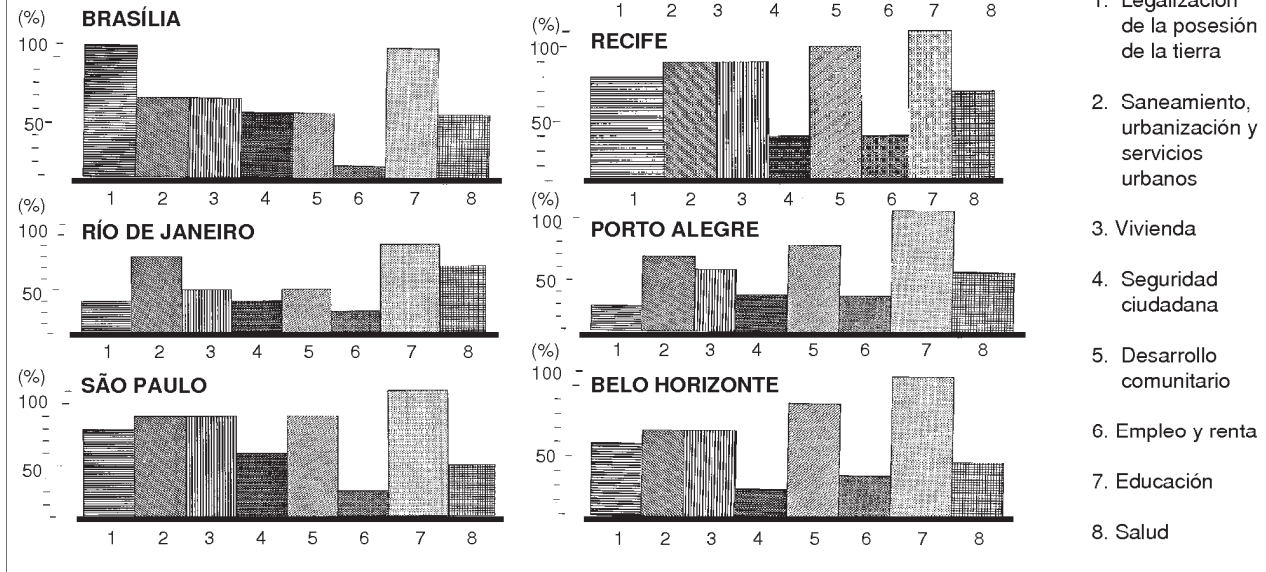 (%) BRASÍLIA
100
50
1 2 3 4 5 6 7 8
1 2 3 4 5 6 7 8
(%)
100 RECIFE
50
1 2 3 4 5 6 7 8
(%)
100 RÍO DE JANEIRO
50
1 2 3 4 5 6 7 8
(%)
100 PORTO ALEGRE
50
1 2 3 4 5 6 7 8
(%) SÃO PAULO
100
50
1 2 3 4 5 6 7 8
(%)
100 BELO HORIZONTE
50
1 2 3 4 5 6 7 8
1. Legalización
de la posesión
de la tierra
2. Saneamiento,
urbanización y
servicios
urbanos
3. Vivienda
4. Seguridad
ciudadana
5. Desarrollo
comunitario
6. Empleo y renta
7. Educación
8. Salud